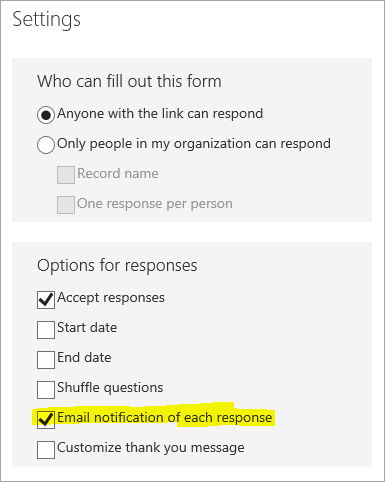 Settings
Who can fill out this form
Anyone with the link can respond
Only people in my organization can respond
Record name
One response per person
Options for responses
Accept responses
Start date
End date
Shuffle questions
Email notification of each response
Customize thank you message